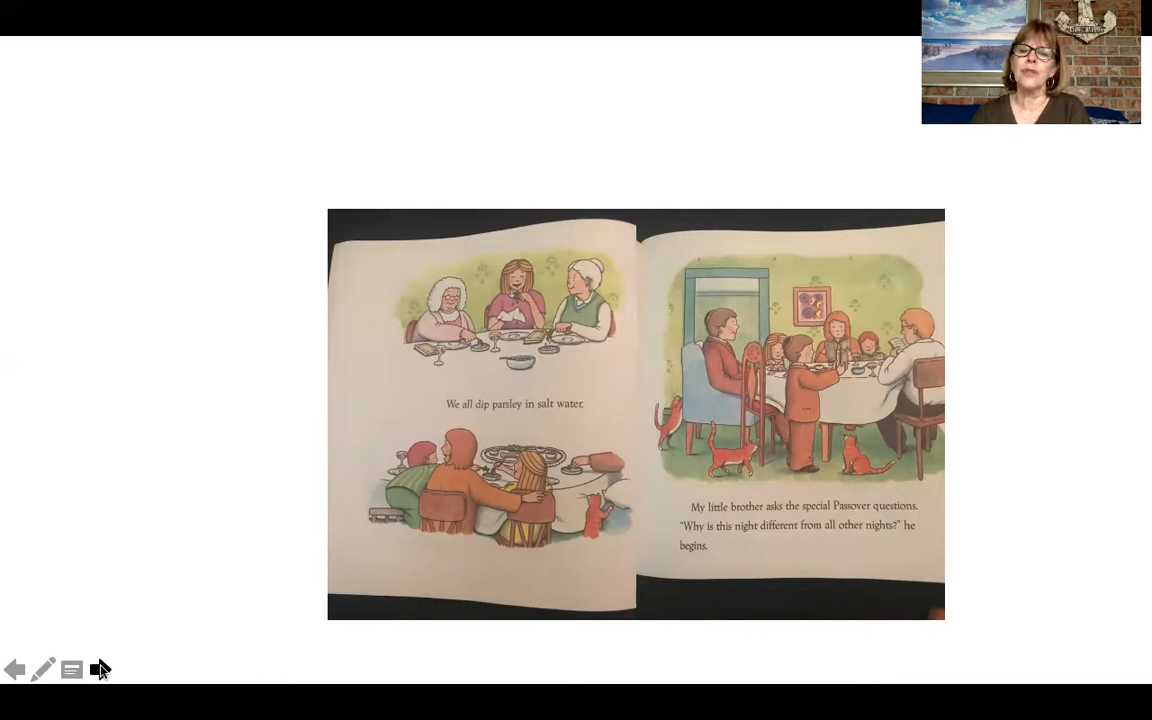 We all dip parsley in salt water.
My little brother asks the special Passover questions.
"Why is this night different from all other nights?" he
begins.